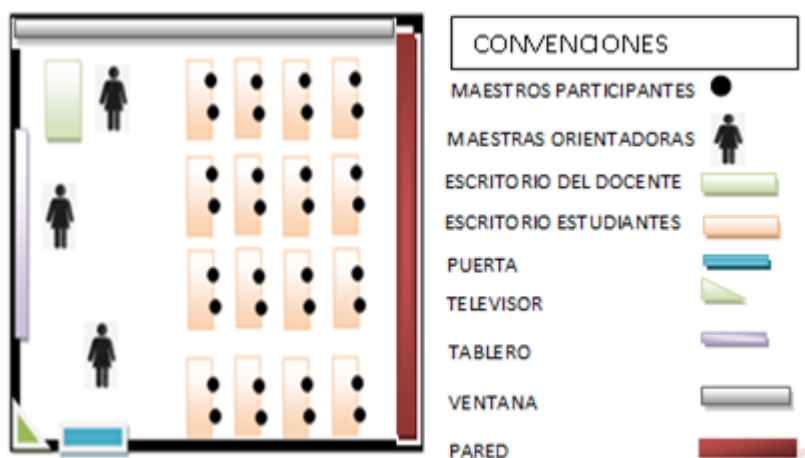 CONVENCIONES
MAESTROS PARTICIPANTES
MAESTRAS ORIENTADORAS
ESCRITORIO DEL DOCENTE
ESCRITORIO ESTUDIANTES
PUERTA
TELEVISOR
TABLERO
VENTANA
PARED